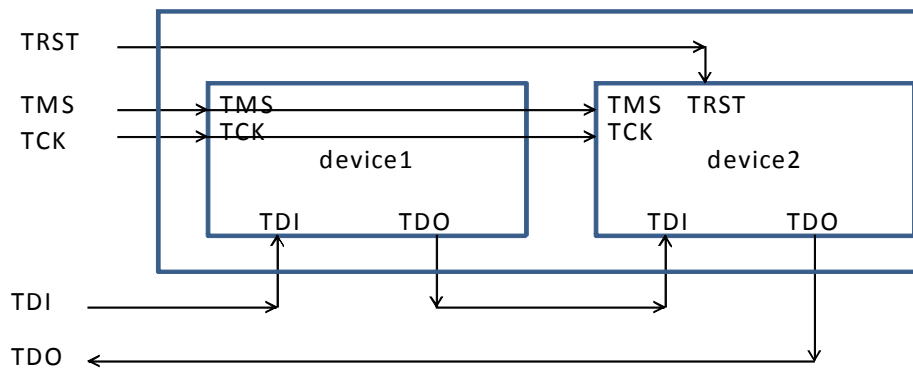 TRST
TMS TMS TMS TRST
TCK TCK TCK
device1 device2
TDI TDO TDI TDO
TDI
TDO